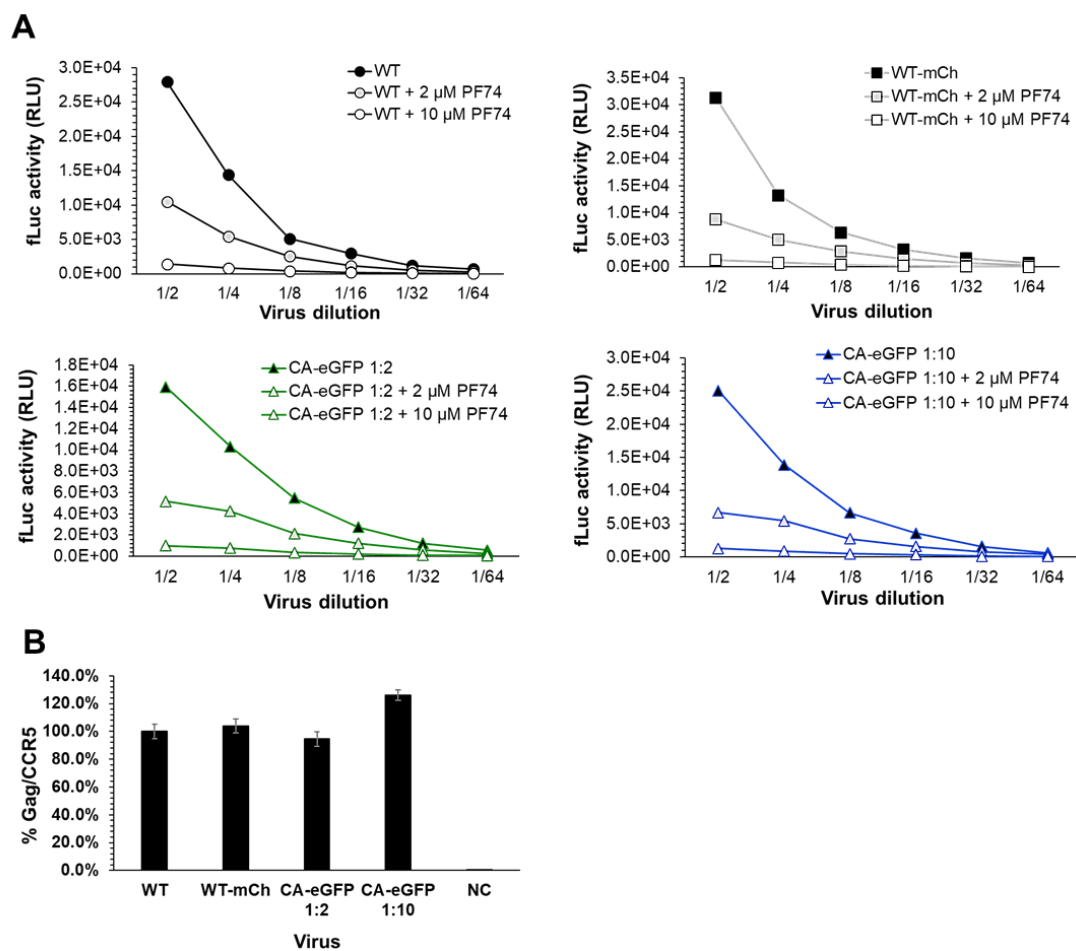 A
fLuc activity (RLU)
3.0E+04
2.5E+04
2.0E+04
1.5E+04
1.0E+04
5.0E+03
0.0E+00
WT
WT + 2 µM PF74
WT + 10 µM PF74
1/2 1/4 1/8 1/16 1/32 1/64
Virus dilution
fLuc activity (RLU)
3.5E+04
3.0E+04
2.5E+04
2.0E+04
1.5E+04
1.0E+04
5.0E+03
0.0E+00
WT-mCh
WT-mCh + 2 µM PF74
WT-mCh + 10 µM PF74
1/2 1/4 1/8 1/16 1/32 1/64
Virus dilution
fLuc activity (RLU)
1.8E+04
1.6E+04
1.4E+04
1.2E+04
1.0E+04
8.0E+03
6.0E+03
4.0E+03
2.0E+03
0.0E+00
CA-eGFP 1:2
CA-eGFP 1:2 + 2 µM PF74
CA-eGFP 1:2 + 10 µM PF74
1/2 1/4 1/8 1/16 1/32 1/64
Virus dilution
fLuc activity (RLU)
3.0E+04
2.5E+04
2.0E+04
1.5E+04
1.0E+04
5.0E+03
0.0E+00
CA-eGFP 1:10
CA-eGFP 1:10 + 2 µM PF74
CA-eGFP 1:10 + 10 µM PF74
1/2 1/4 1/8 1/16 1/32 1/64
Virus dilution
B
% Gag/CCR5
140.0%
120.0%
100.0%
80.0%
60.0%
40.0%
20.0%
0.0%
WT WT-mCh CA-eGFP CA-eGFP NC
1:2 1:10
Virus